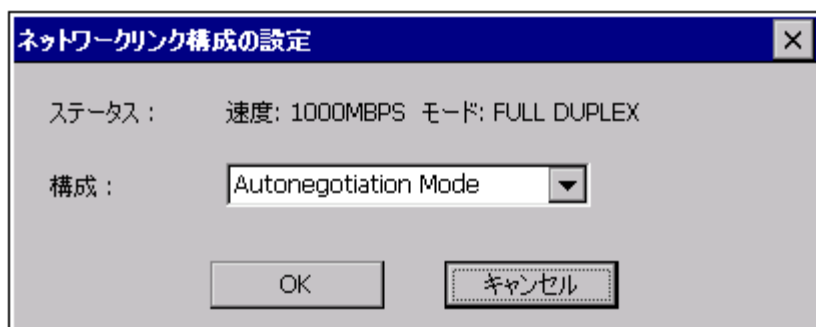 ネットワークリンク構成の設定
ステータス： 速度: 1000MBPS モード: FULL DUPLEX
構成： Autonegotiation Mode
OK キャンセル